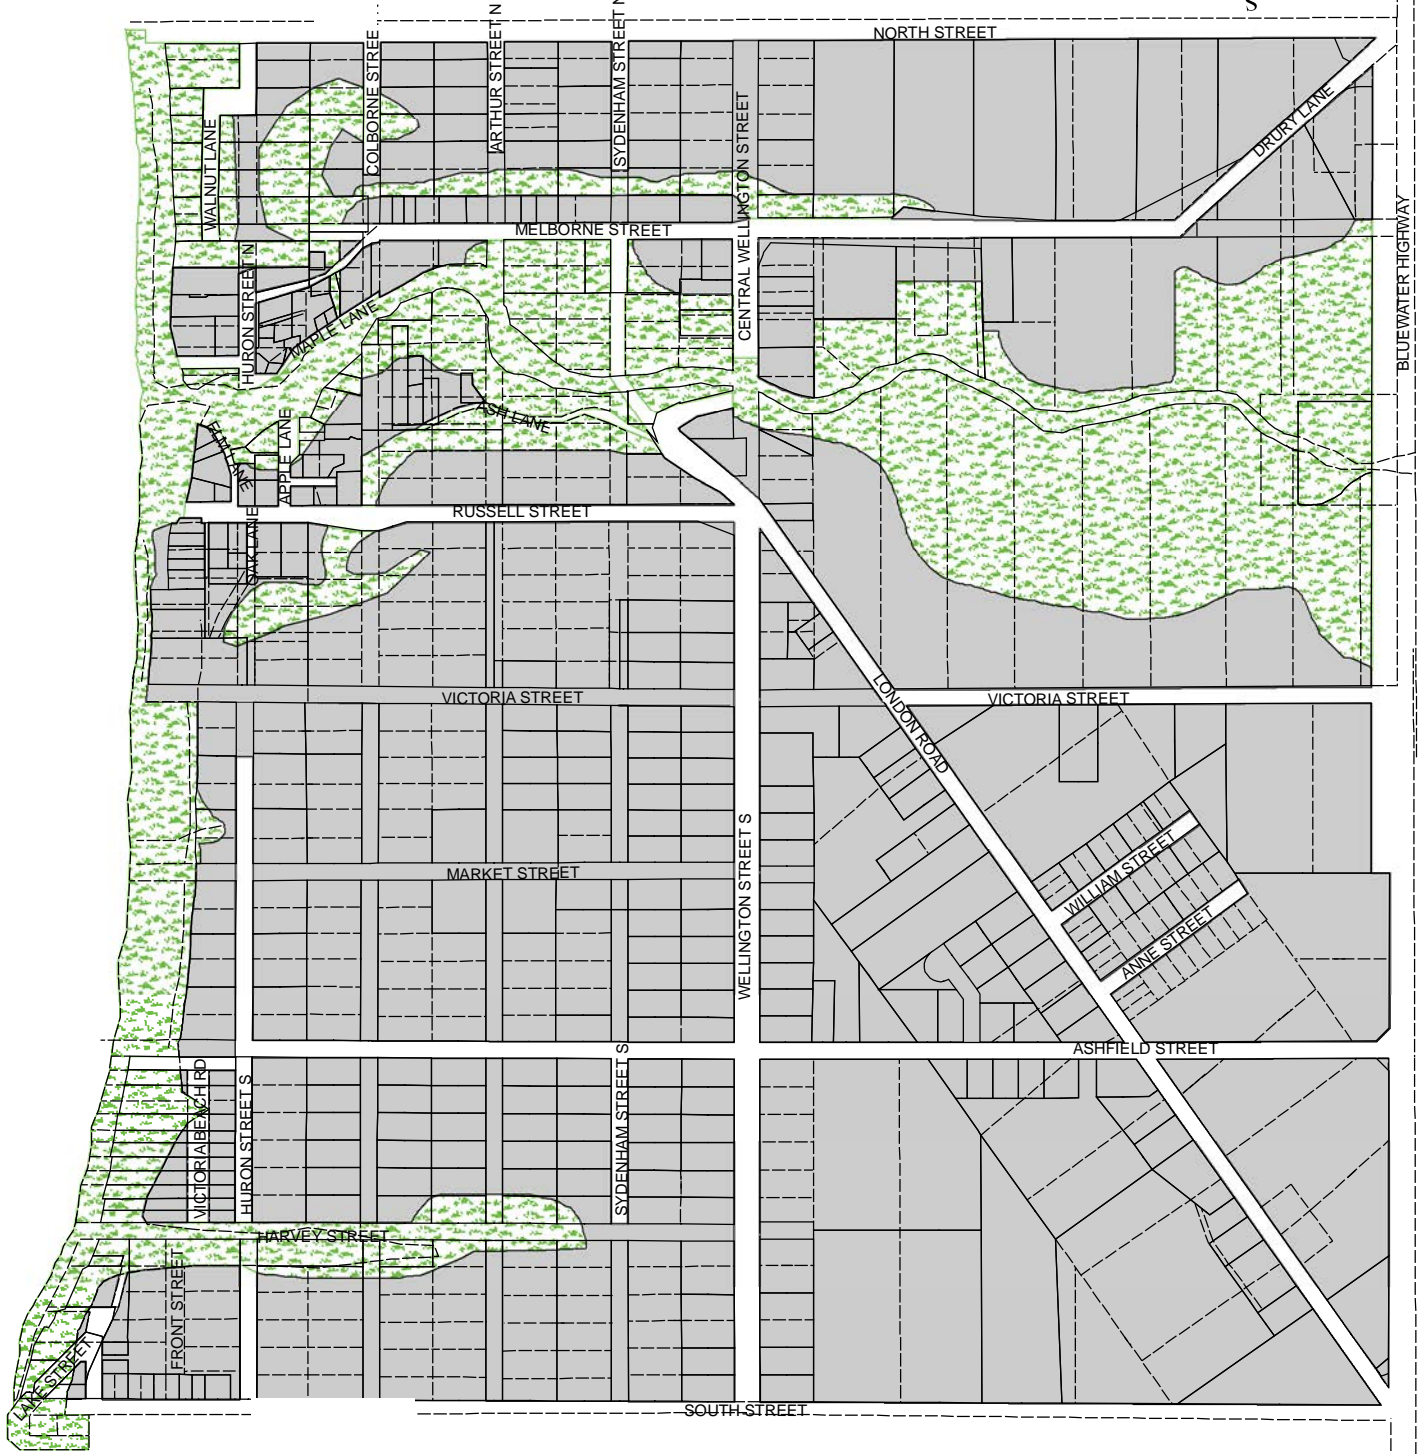 S
NORTH STREET
COLBORNE STREE
ARTHUR STREET N
SYDENHAM STREET N
CENTRAL WELLINGTON STREET
DRURY LANE
WALNUT LANE
MELBORNE STREET
BLUEWATER HIGHWAY
HURON STREET N
MAPLE LANE
ASH LANE
ELM LANE
APPLE LANE
RUSSELL STREET
OAK LANE
VICTORIA STREET
LONDON ROAD
VICTORIA STREET
MARKET STREET
WELLINGTON STREET S
WILLIAM STREET
ANNE STREET
ASHFIELD STREET
VICTORIA BEACH RD
HURON STREET S
SYDENHAM STREET S
HARVEY STREET
FRONT STREET
LAKE STREET
SOUTH STREET